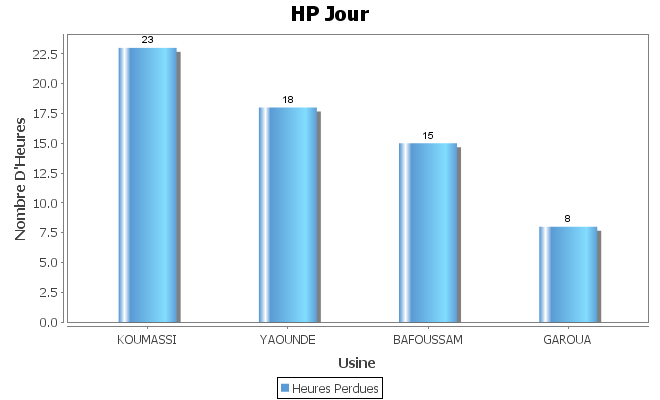 HP Jour
Nombre D'Heures
22.5
20.0
17.5
15.0
12.5
10.0
7.5
5.0
2.5
0.0
23
18
15
8
KOUMASSI
YAOUNDE
BAFOUSSAM
GAROUA
Usine
Heures Perdues